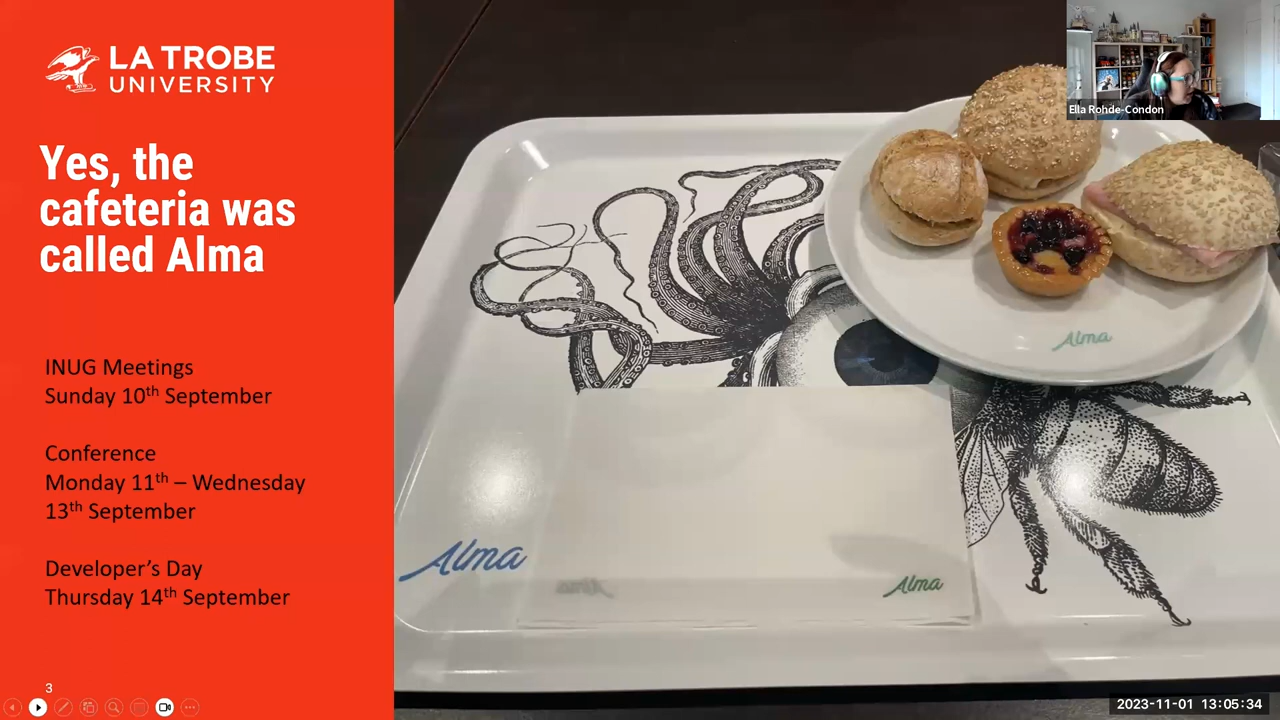 LA TROBE
UNIVERSITY
Yes, the
cafeteria was
called Alma
INUG Meetings
Sunday 10th September
Conference
Monday 11th – Wednesday
13th September
Developer’s Day
Thursday 14th September
3
Ella Rohde-Condon
Alma
Alma
Alma
2023-11-01 13:05:34